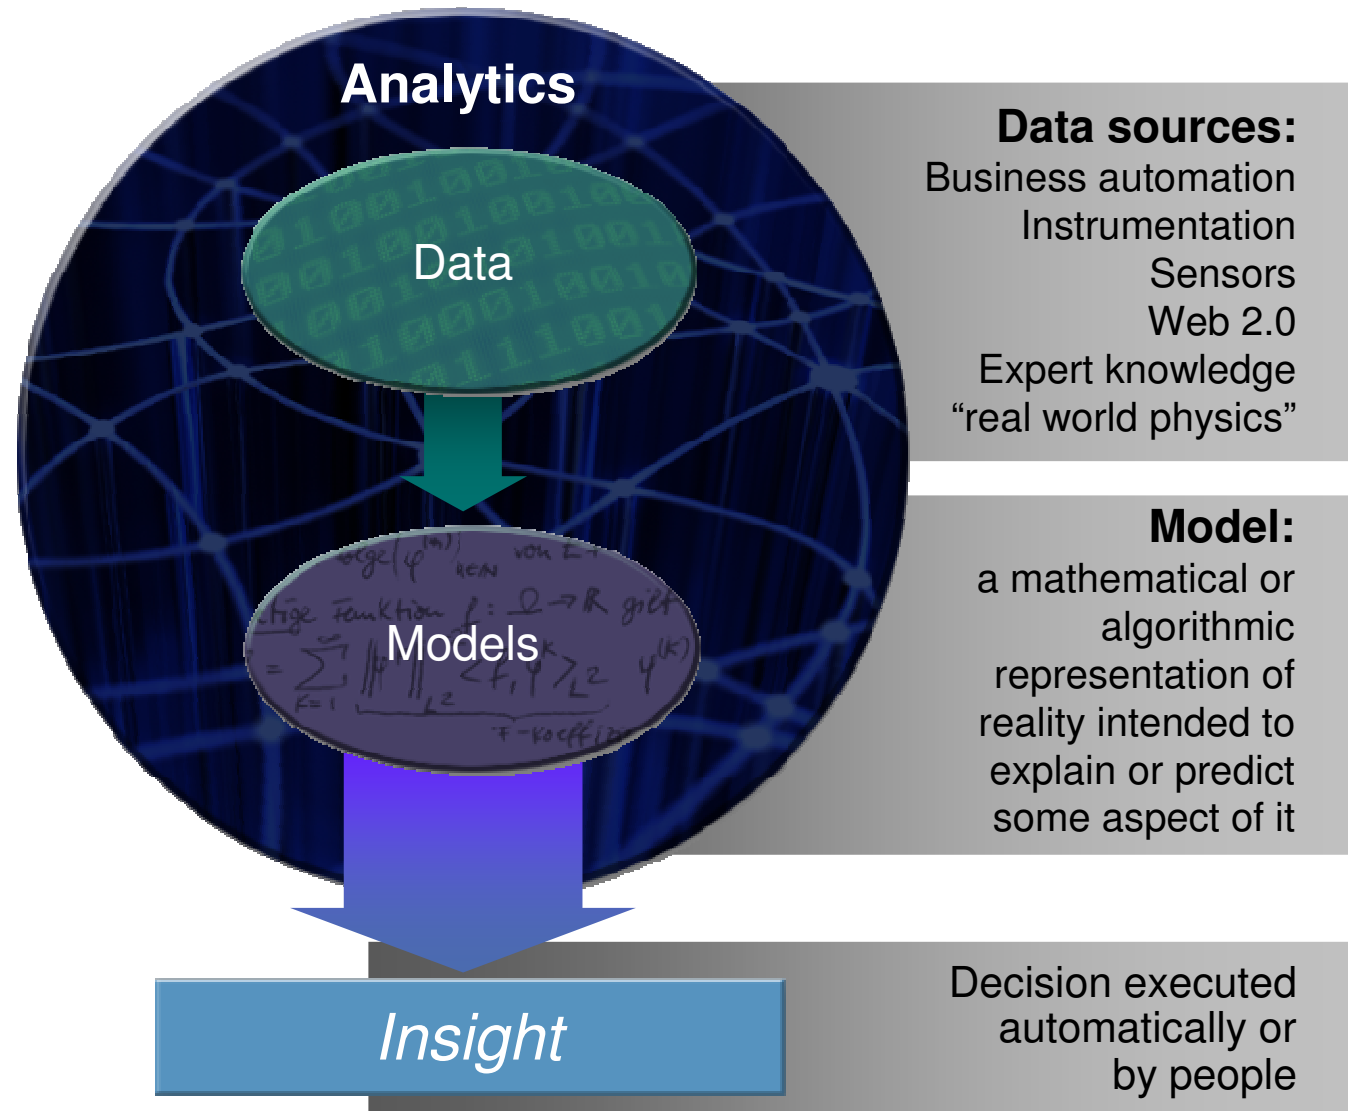 Analytics
Data
Models
Insight
Data sources:
Business automation
Instrumentation
Sensors
Web 2.0
Expert knowledge
“real world physics”
Model:
a mathematical or
algorithmic
representation of
reality intended to
explain or predict
some aspect of it
Decision executed
automatically or
by people